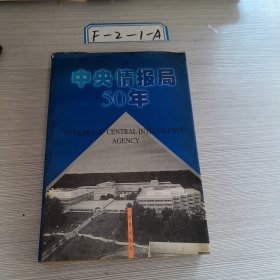 F-2-1-A
中央情报局
50年
50 YEARS OF CENTRAL INTELLIGENCE
AGENCY